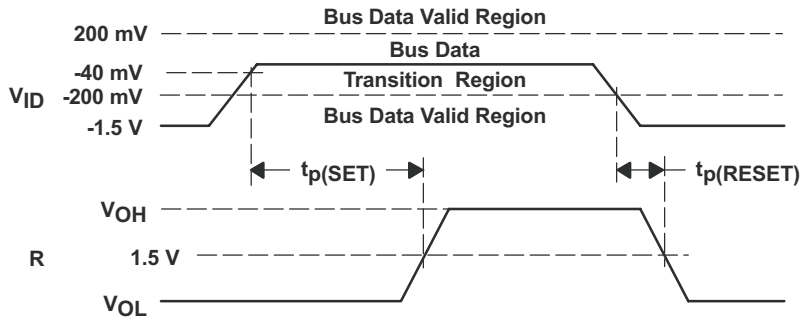 Bus Data Valid Region
200 mV
Bus Data
-40 mV
Transition Region
VID
-200 mV
Bus Data Valid Region
-1.5 V
tp(SET)
tp(RESET)
VOH
R
1.5 V
VOL